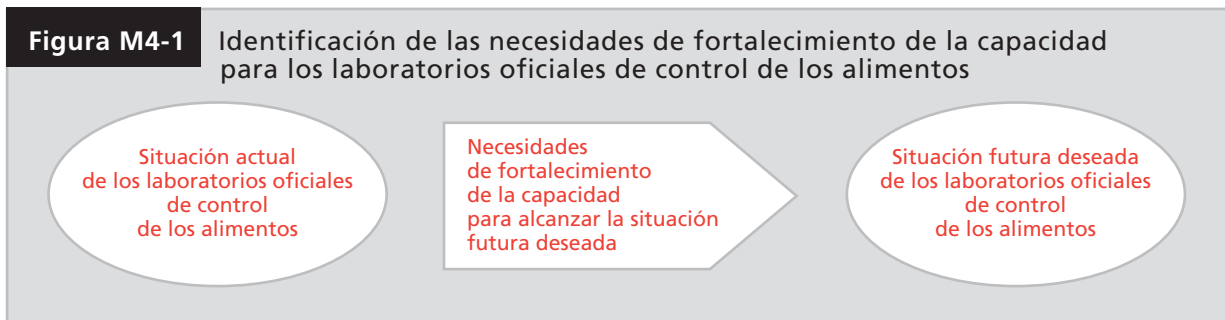 Figura M4-1
Identificación de las necesidades de fortalecimiento de la capacidad
para los laboratorios oficiales de control de los alimentos
Situación actual
de los laboratorios oficiales
de control
de los alimentos
Necesidades
de fortalecimiento
de la capacidad
para alcanzar la situación
futura deseada
Situación futura deseada
de los laboratorios oficiales
de control
de los alimentos